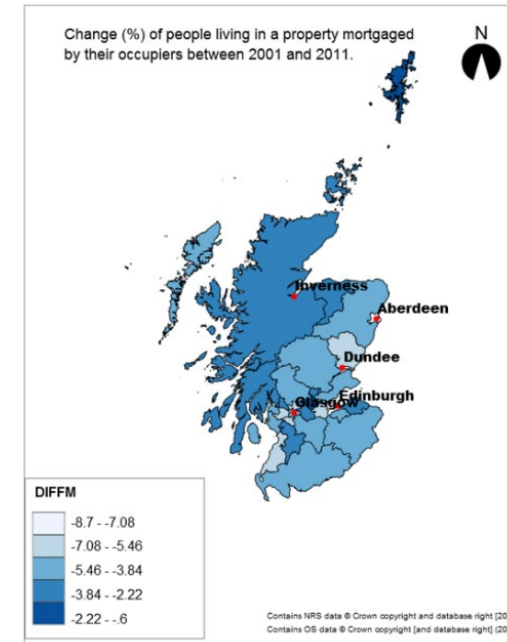 Change (%) of people living in a property mortgaged
by their occupiers between 2001 and 2011.
N
Inverness
Aberdeen
Dundee
Edinburgh
Glasgow
DIFFM
-8.7 - -7.08
-7.08 - -5.46
-5.46 - -3.84
-3.84 - -2.22
-2.22 - -.6
Contains NRS data © Crown copyright and database right [20
Contains OS data © Crown copyright [and database right] (20